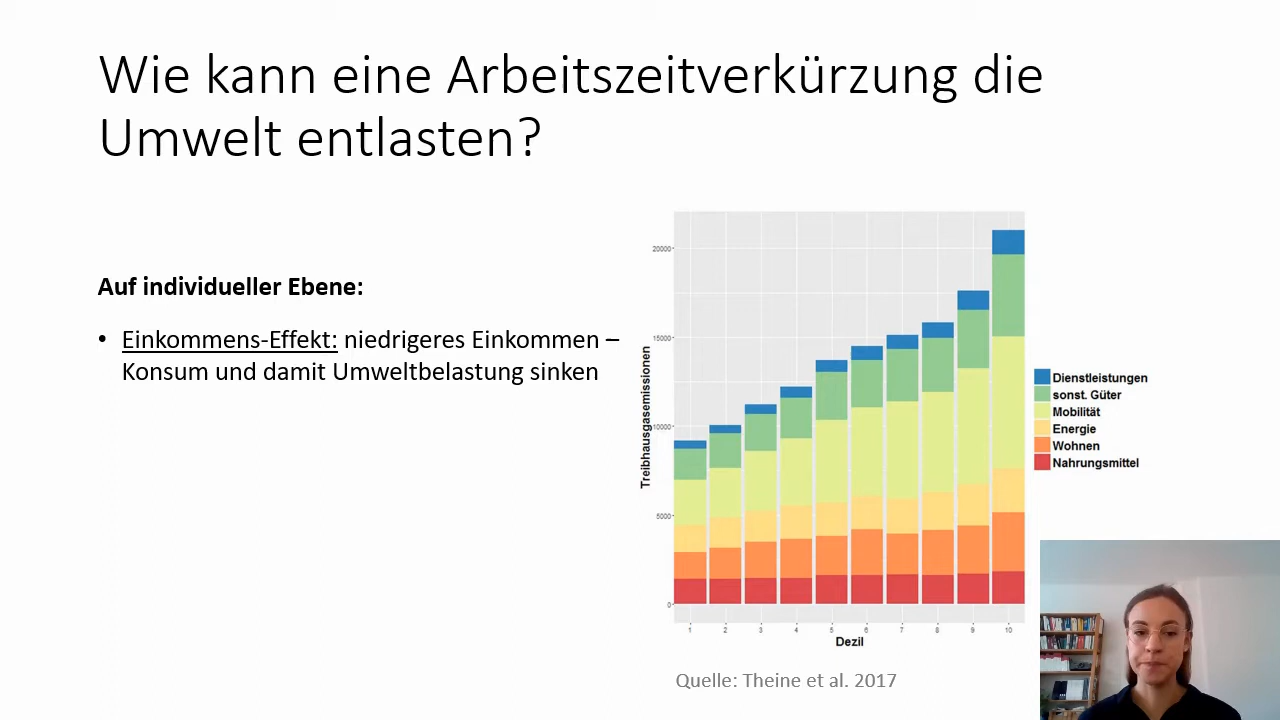 Wie kann eine Arbeitszeitverkürzung die
Umwelt entlasten?
Auf individueller Ebene:
• Einkommens-Effekt: niedrigeres Einkommen –
Konsum und damit Umweltbelastung sinken
Treibhausgasemissionen
20000
15000
10000
5000
0
1 2 3 4 5 6 7 8 9 10
Dezil
Dienstleistungen
sonst. Güter
Mobilität
Energie
Wohnen
Nahrungsmittel
Quelle: Theine et al. 2017